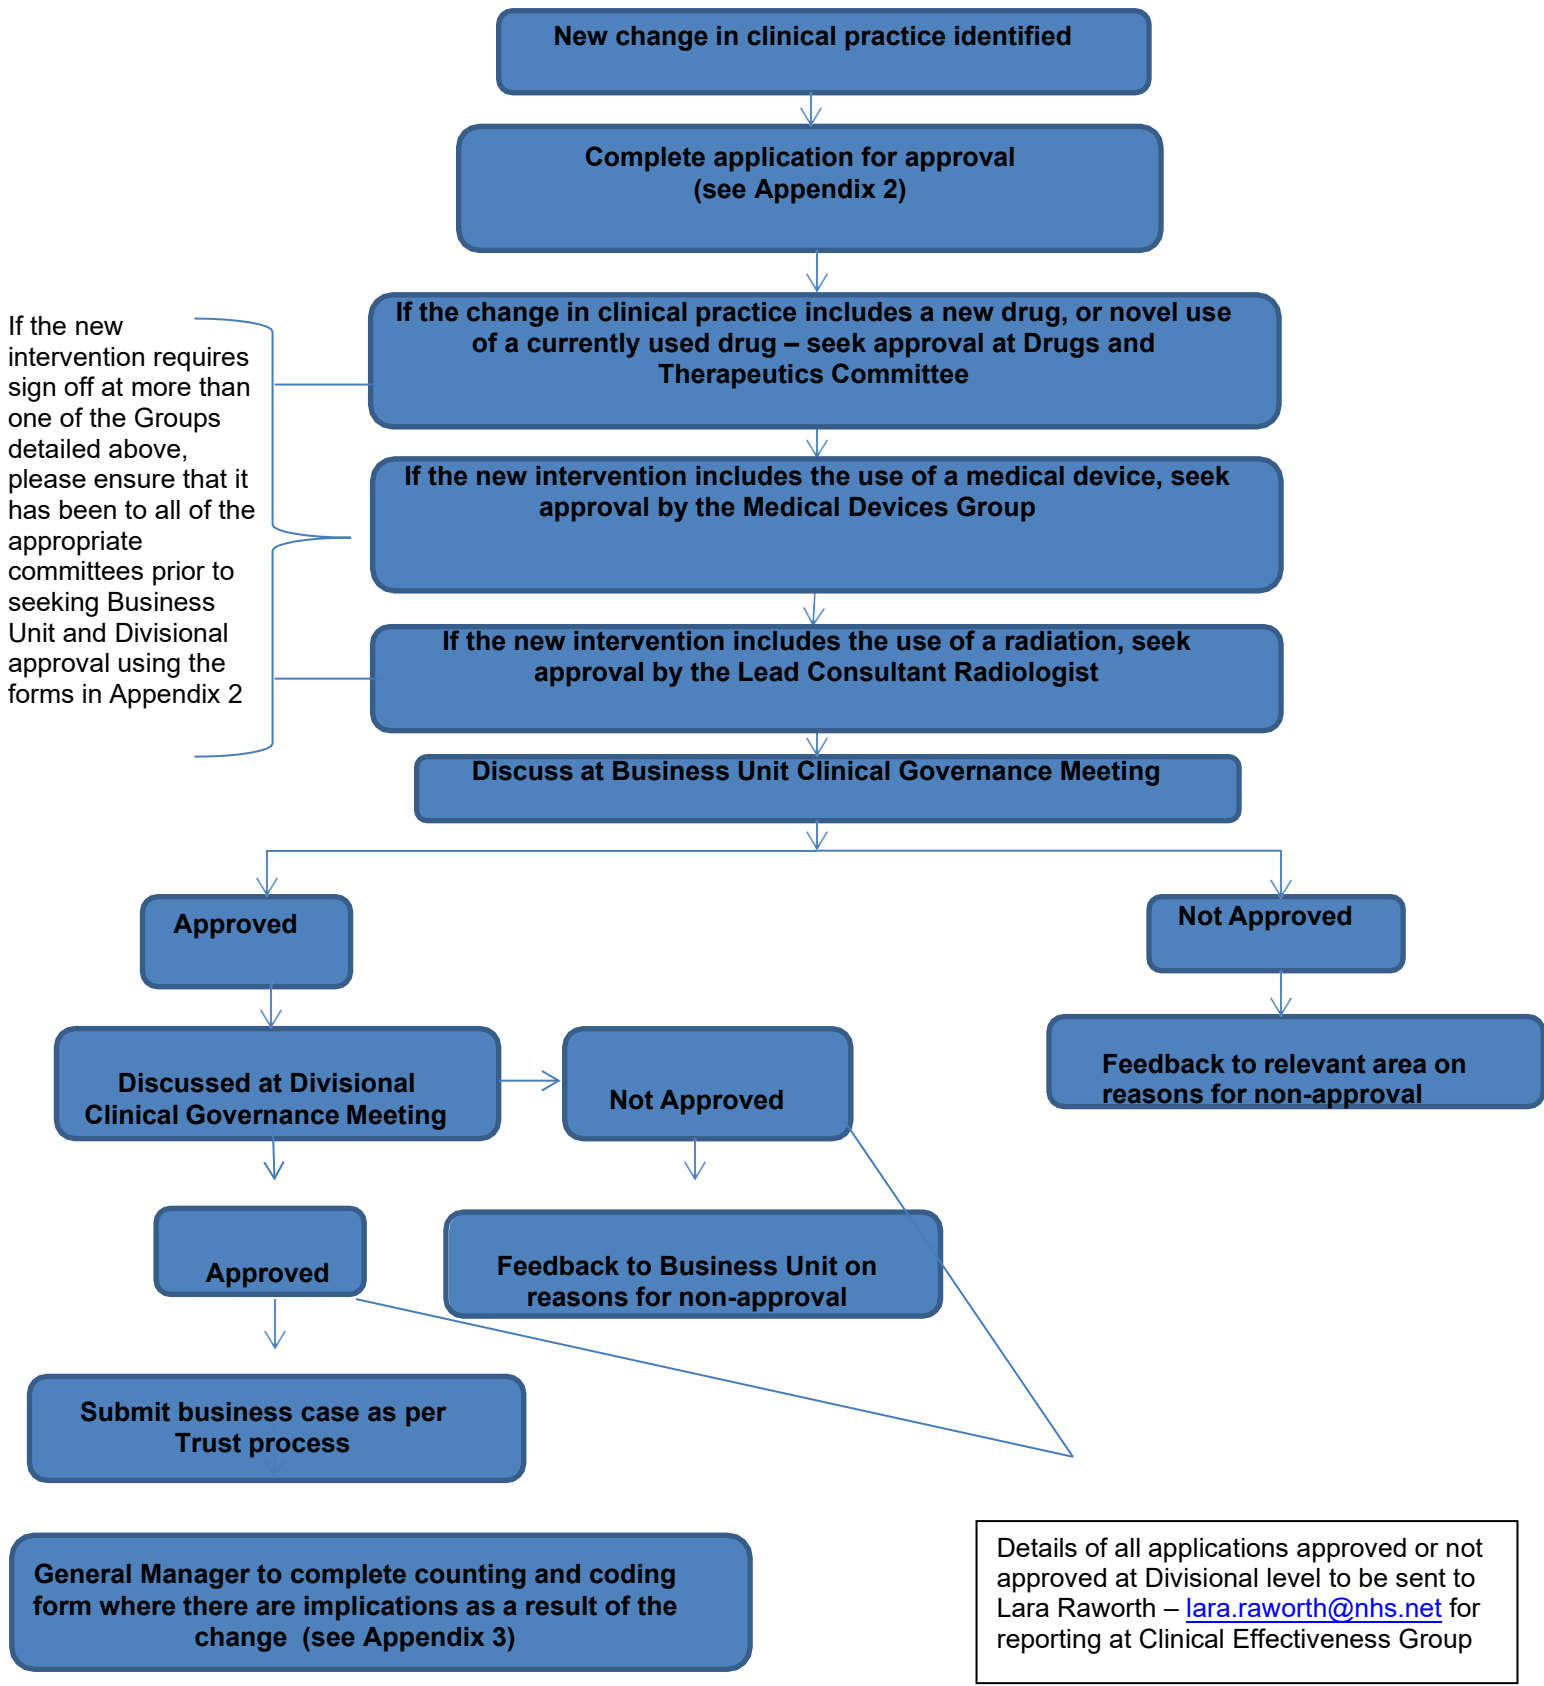 New change in clinical practice identified
Complete application for approval
(see Appendix 2)
If the change in clinical practice includes a new drug, or novel use
of a currently used drug – seek approval at Drugs and
Therapeutics Committee
If the new
intervention requires
sign off at more than
one of the Groups
detailed above,
please ensure that it
has been to all of the
appropriate
committees prior to
seeking Business
Unit and Divisional
approval using the
forms in Appendix 2
If the new intervention includes the use of a medical device, seek
approval by the Medical Devices Group
If the new intervention includes the use of a radiation, seek
approval by the Lead Consultant Radiologist
Discuss at Business Unit Clinical Governance Meeting
Approved
Not Approved
Discussed at Divisional
Clinical Governance Meeting
Not Approved
Feedback to relevant area on
reasons for non-approval
Approved
Feedback to Business Unit on
reasons for non-approval
Submit business case as per
Trust process
General Manager to complete counting and coding
form where there are implications as a result of the
change (see Appendix 3)
Details of all applications approved or not
approved at Divisional level to be sent to
Lara Raworth – lara.raworth@nhs.net for
reporting at Clinical Effectiveness Group